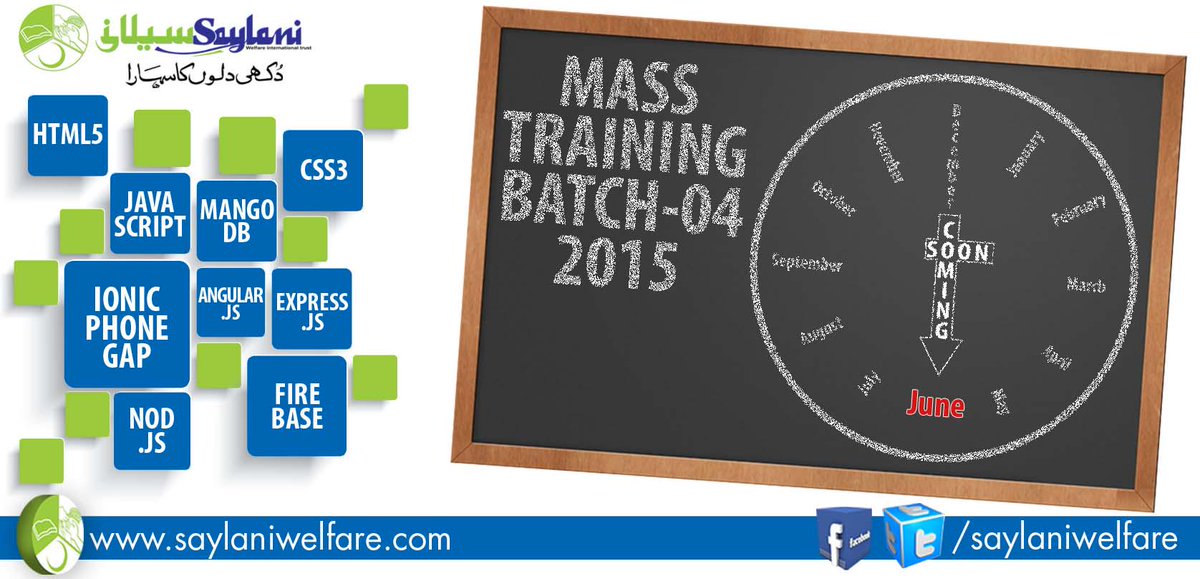 سیلانی Saylani
Welfare international trust
دُکھی دلوں کا سہارا
HTML5
CSS3
JAVA
SCRIPT
MANGO
DB
IONIC
PHONE
GAP
ANGULAR
.JS
EXPRESS
.JS
FIRE
BASE
NOD
.JS
MASS
TRAINING
BATCH-04
2015
December
January
February
March
April
May
June
July
August
September
October
November
COMING
SOON
www.saylaniwelfare.com
facebook
/saylaniwelfare